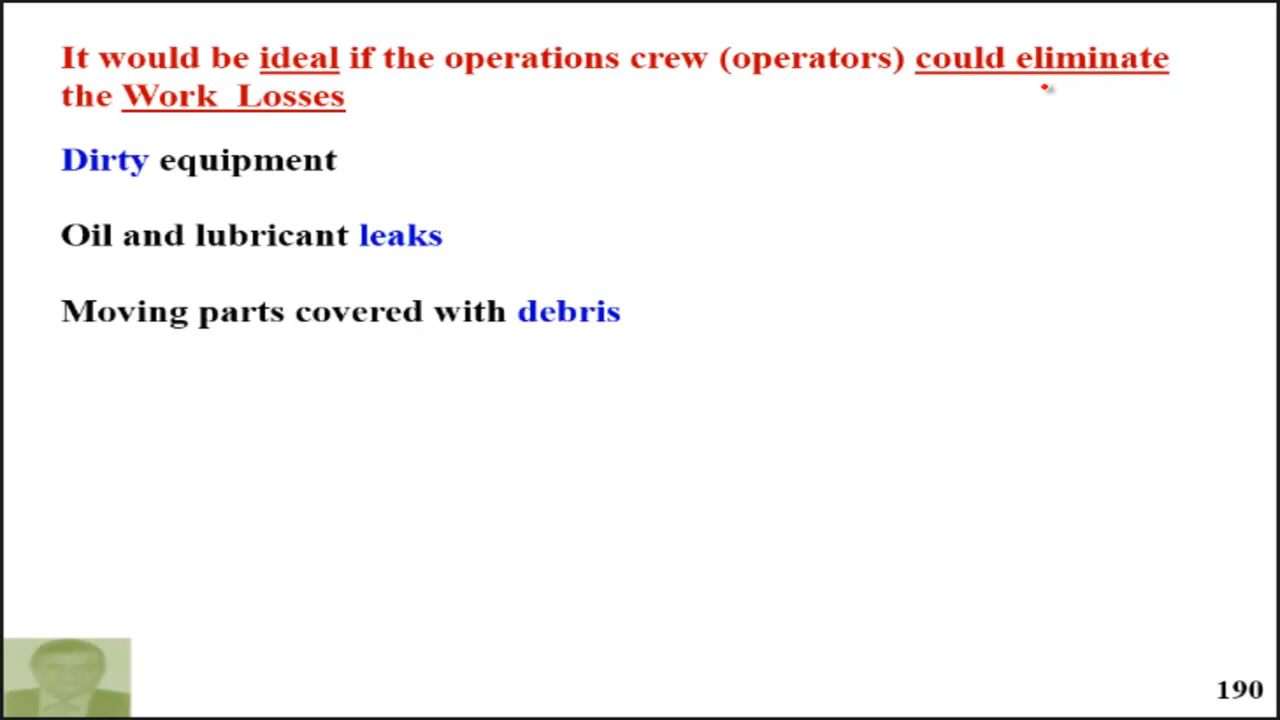 It would be ideal if the operations crew (operators) could eliminate
the Work Losses
Dirty equipment
Oil and lubricant leaks
Moving parts covered with debris
190